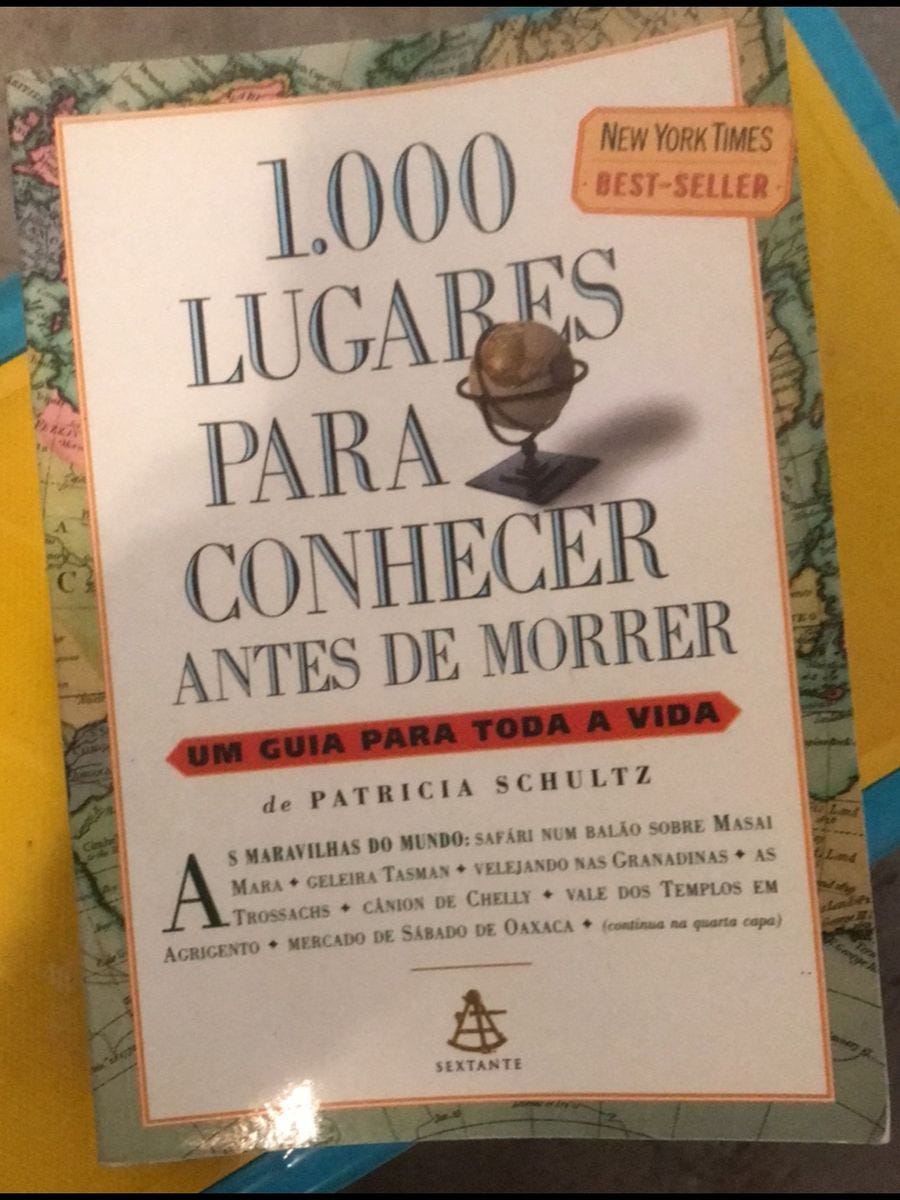 NEW YORK TIMES
BEST-SELLER
1.000
LUGARES
PARA
CONHECER
ANTES DE MORRER
UM GUIA PARA TODA A VIDA
de PATRICIA SCHULTZ
AS MARAVILHAS DO MUNDO: SAFÁRI NUM BALÃO SOBRE MASAI
MARA ✦ GELEIRA TASMAN ✦ VELEJANDO NAS GRANADINAS ✦ AS
TROSSACHS ✦ CÂNION DE CHELLY ✦ VALE DOS TEMPLOS EM
AGRIGENTO ✦ MERCADO DE SÁBADO DE OAXACA ✦ (continua na quarta capa)
SEXTANTE